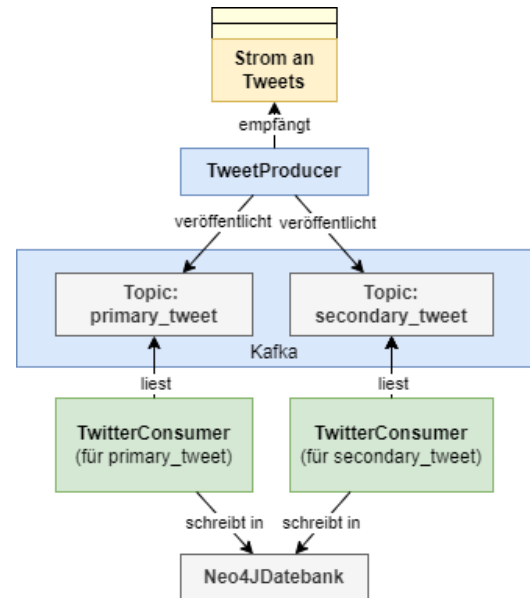 Strom an
Tweets
empfängt
TweetProducer
veröffentlicht
veröffentlicht
Topic:
primary_tweet
Topic:
secondary_tweet
Kafka
liest
liest
TwitterConsumer
(für primary_tweet)
TwitterConsumer
(für secondary_tweet)
schreibt in
schreibt in
Neo4JDatebank